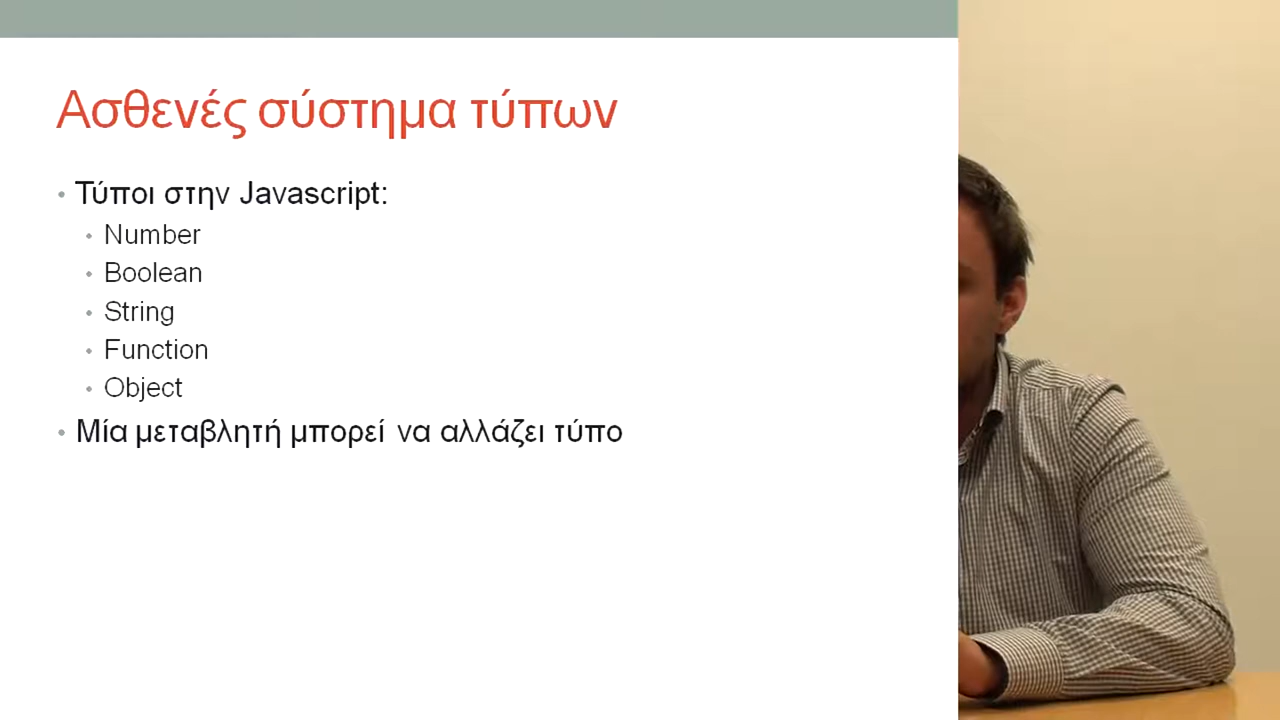 Ασθενές σύστημα τύπων
• Τύποι στην Javascript:
• Number
• Boolean
• String
• Function
• Object
• Μία μεταβλητή μπορεί να αλλάζει τύπο